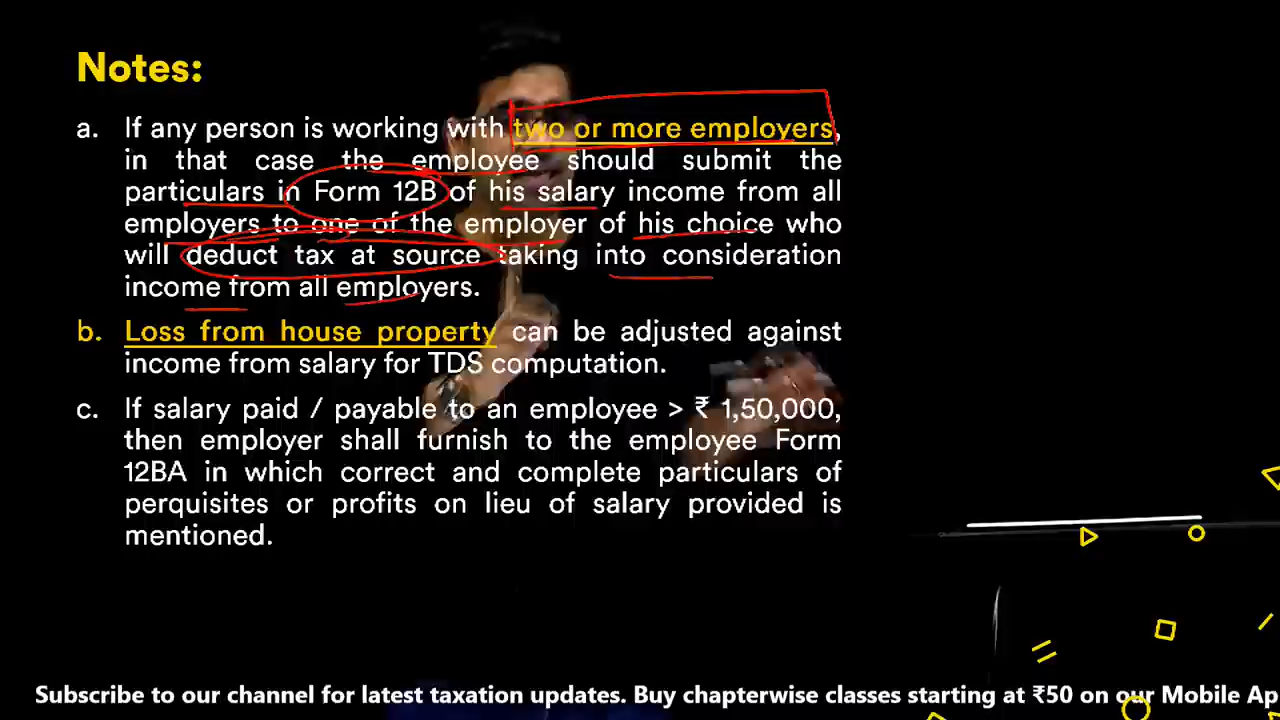 Notes:
a. If any person is working with two or more employers,
in that case the employee should submit the
particulars in Form 12B of his salary income from all
employers to one of the employer of his choice who
will deduct tax at source taking into consideration
income from all employers.
b. Loss from house property can be adjusted against
income from salary for TDS computation.
c. If salary paid / payable to an employee > ₹ 1,50,000,
then employer shall furnish to the employee Form
12BA in which correct and complete particulars of
perquisites or profits on lieu of salary provided is
mentioned.
Subscribe to our channel for latest taxation updates. Buy chapterwise classes starting at ₹50 on our Mobile Ap